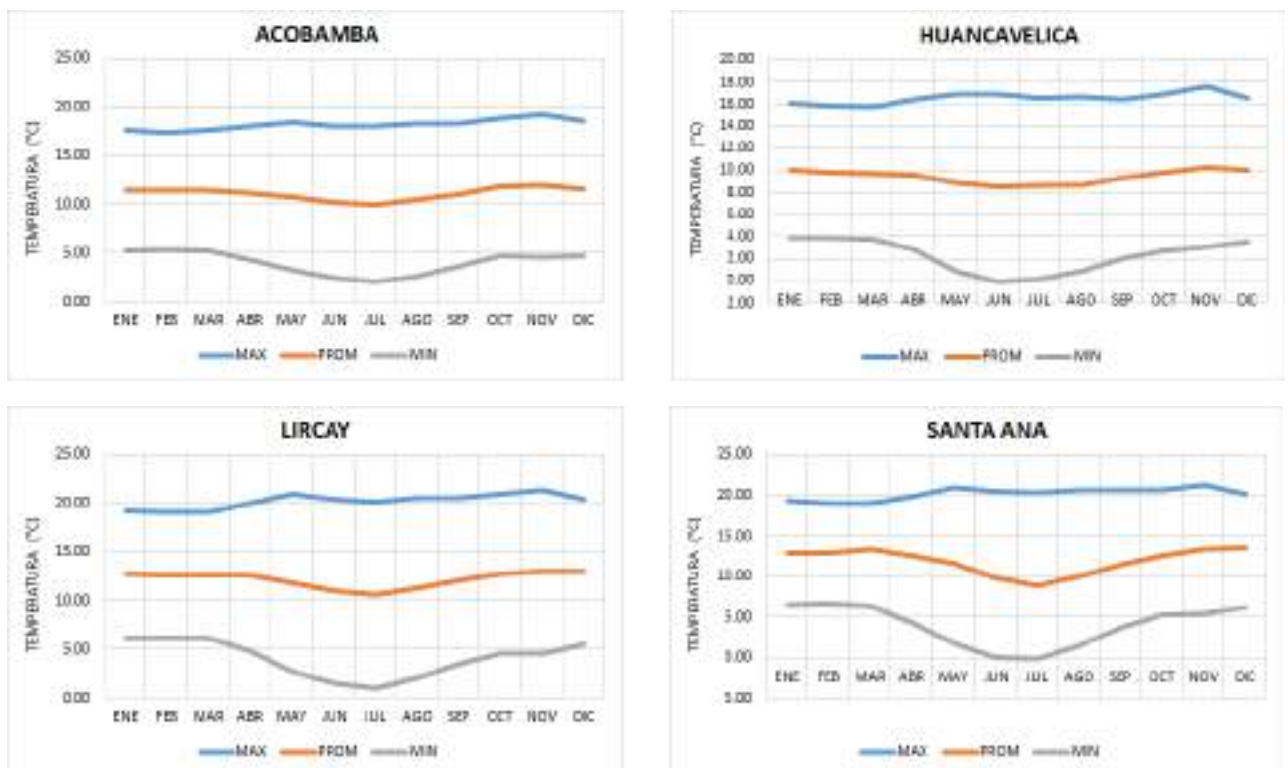 ACOBAMBA
TEMPERATURA (°C)
25.00
20.00
15.00
10.00
5.00
0.00
ENE FEB MAR ABR MAY JUN JUL AGO SEP OCT NOV DIC
MAX PROM MIN
HUANCAVELICA
TEMPERATURA (°C)
20.00
18.00
16.00
14.00
12.00
10.00
8.00
6.00
4.00
2.00
0.00
2.00
ENE FEB MAR ABR MAY JUN JUL AGO SEP OCT NOV DIC
MAX PROM MIN
LIRCAY
TEMPERATURA (°C)
25.00
20.00
15.00
10.00
5.00
0.00
ENE FEB MAR ABR MAY JUN JUL AGO SEP OCT NOV DIC
MAX PROM MIN
SANTA ANA
TEMPERATURA (°C)
25.00
20.00
15.00
10.00
5.00
0.00
5.00
ENE FEB MAR ABR MAY JUN JUL AGO SEP OCT NOV DIC
MAX PROM MIN